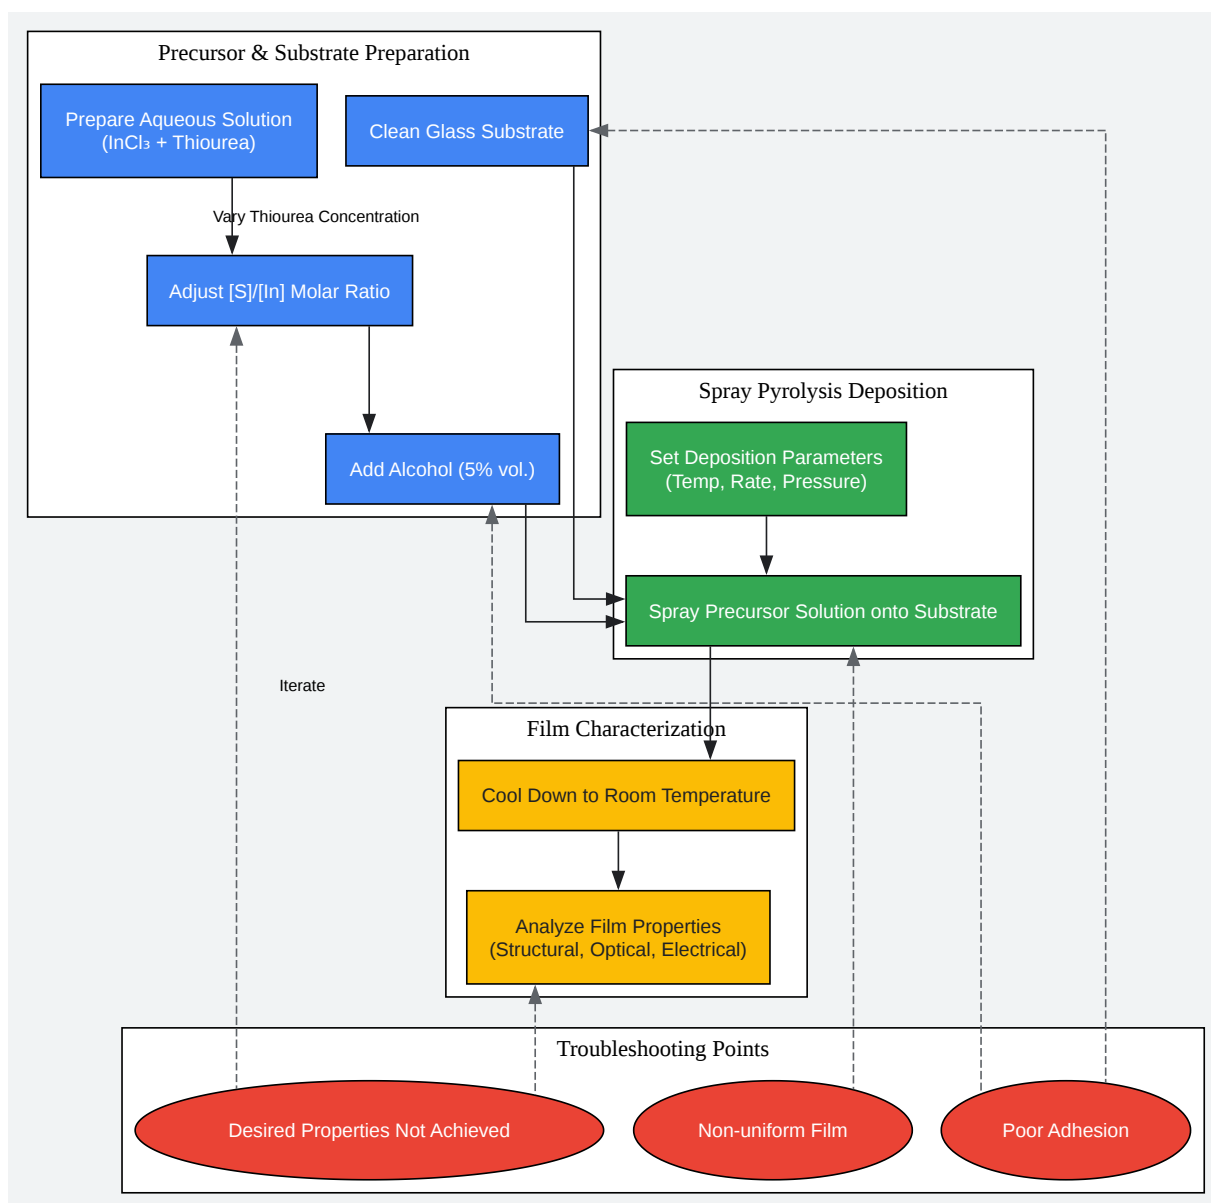 Precursor & Substrate Preparation
Prepare Aqueous Solution
(InCl₃ + Thiourea)
Clean Glass Substrate
Vary Thiourea Concentration
Adjust [S]/[In] Molar Ratio
Add Alcohol (5% vol.)
Spray Pyrolysis Deposition
Set Deposition Parameters
(Temp, Rate, Pressure)
Spray Precursor Solution onto Substrate
Iterate
Film Characterization
Cool Down to Room Temperature
Analyze Film Properties
(Structural, Optical, Electrical)
Troubleshooting Points
Desired Properties Not Achieved
Non-uniform Film
Poor Adhesion